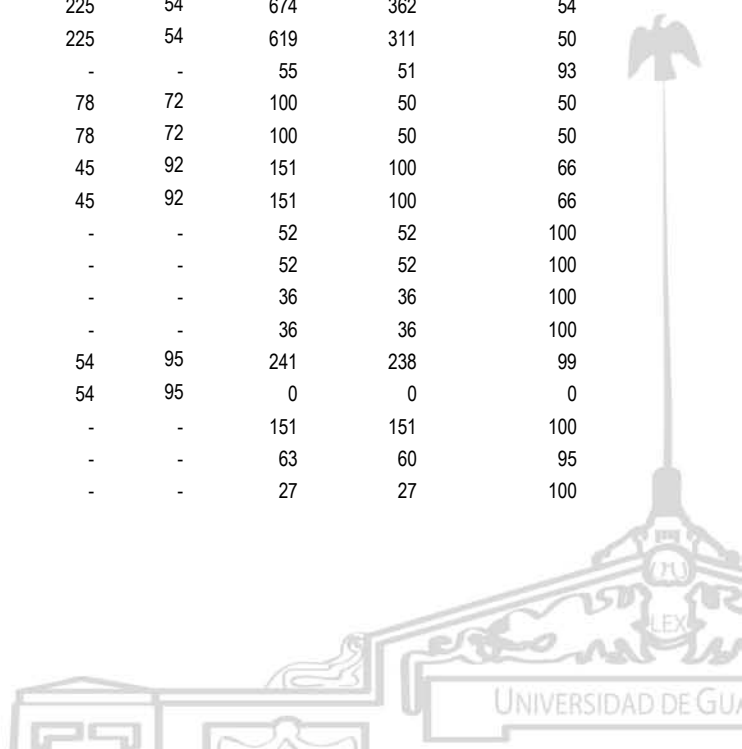 225 54 674 362 54
225 54 619 311 50
- - 55 51 93
78 72 100 50 50
78 72 100 50 50
45 92 151 100 66
45 92 151 100 66
- - 52 52 100
- - 52 52 100
- - 36 36 100
- - 36 36 100
54 95 241 238 99
54 95 0 0 0
- - 151 151 100
- - 63 60 95
- - 27 27 100
LEX
UNIVERSIDAD DE GUA